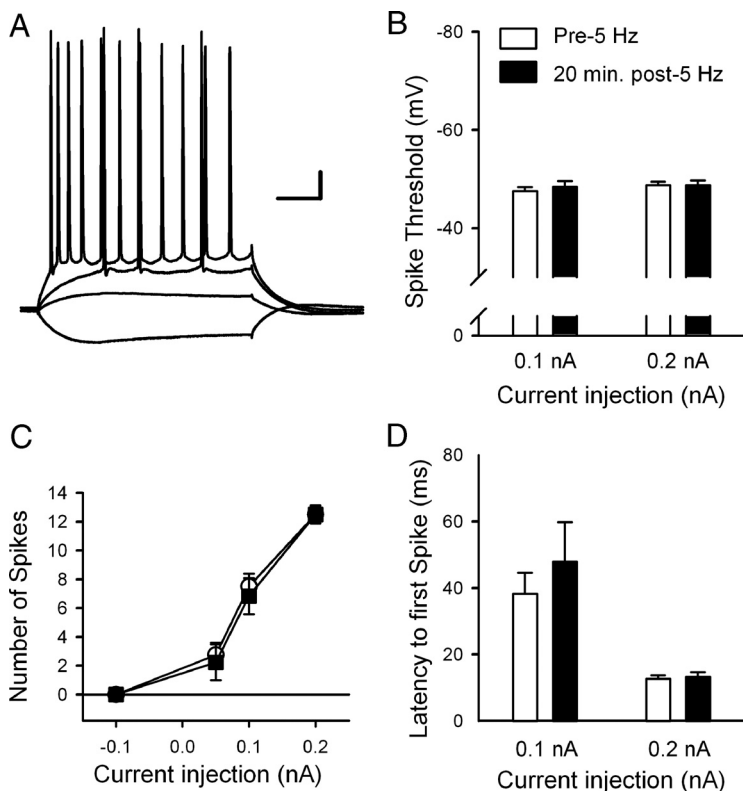 A
B
-80
-60
-40
0
Spike Threshold (mV)
Pre-5 Hz
20 min. post-5 Hz
0.1 nA
0.2 nA
Current injection (nA)
C
14
12
10
8
6
4
2
0
Number of Spikes
-0.1
0.0
0.1
0.2
Current injection (nA)
D
80
60
40
20
0
Latency to first Spike (ms)
0.1 nA
0.2 nA
Current injection (nA)